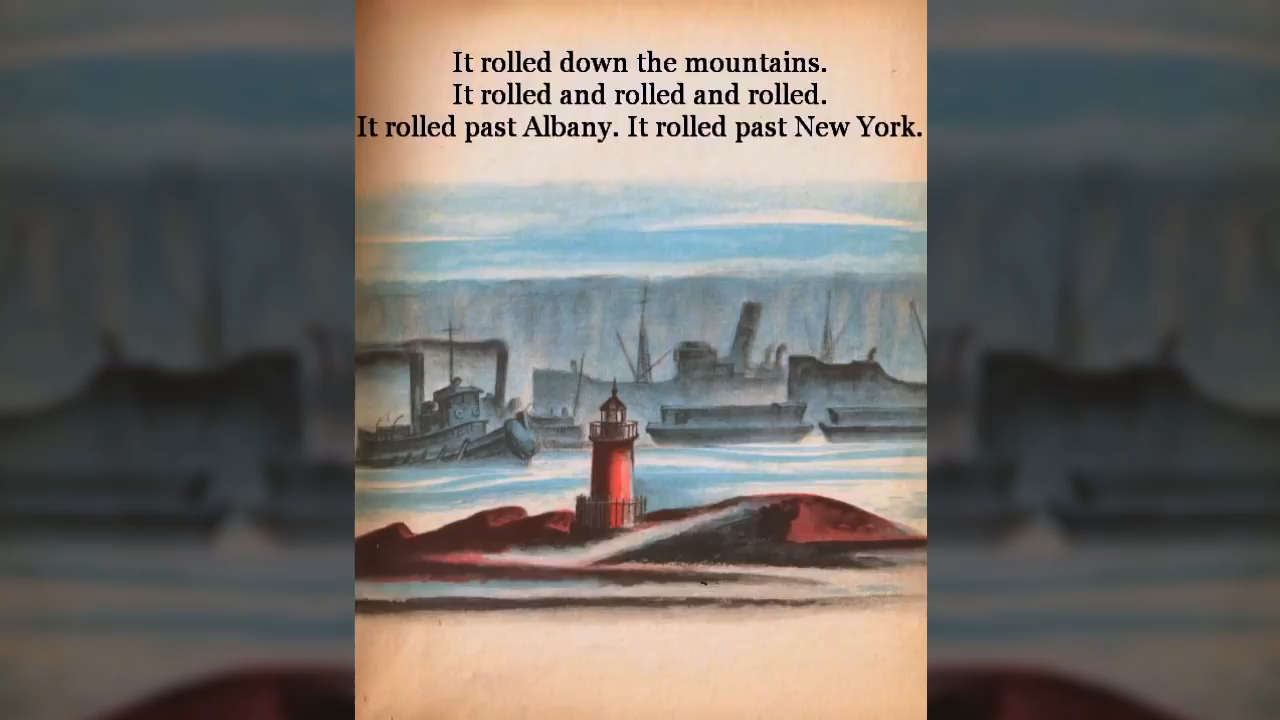 It rolled down the mountains.
It rolled and rolled and rolled.
It rolled past Albany. It rolled past New York.